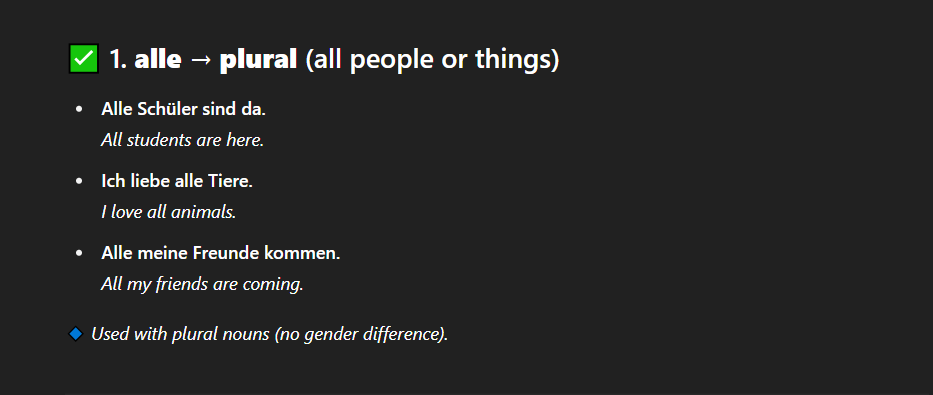 ✅ 1. alle → plural (all people or things)
• Alle Schüler sind da.
All students are here.
• Ich liebe alle Tiere.
I love all animals.
• Alle meine Freunde kommen.
All my friends are coming.
🔹 Used with plural nouns (no gender difference).